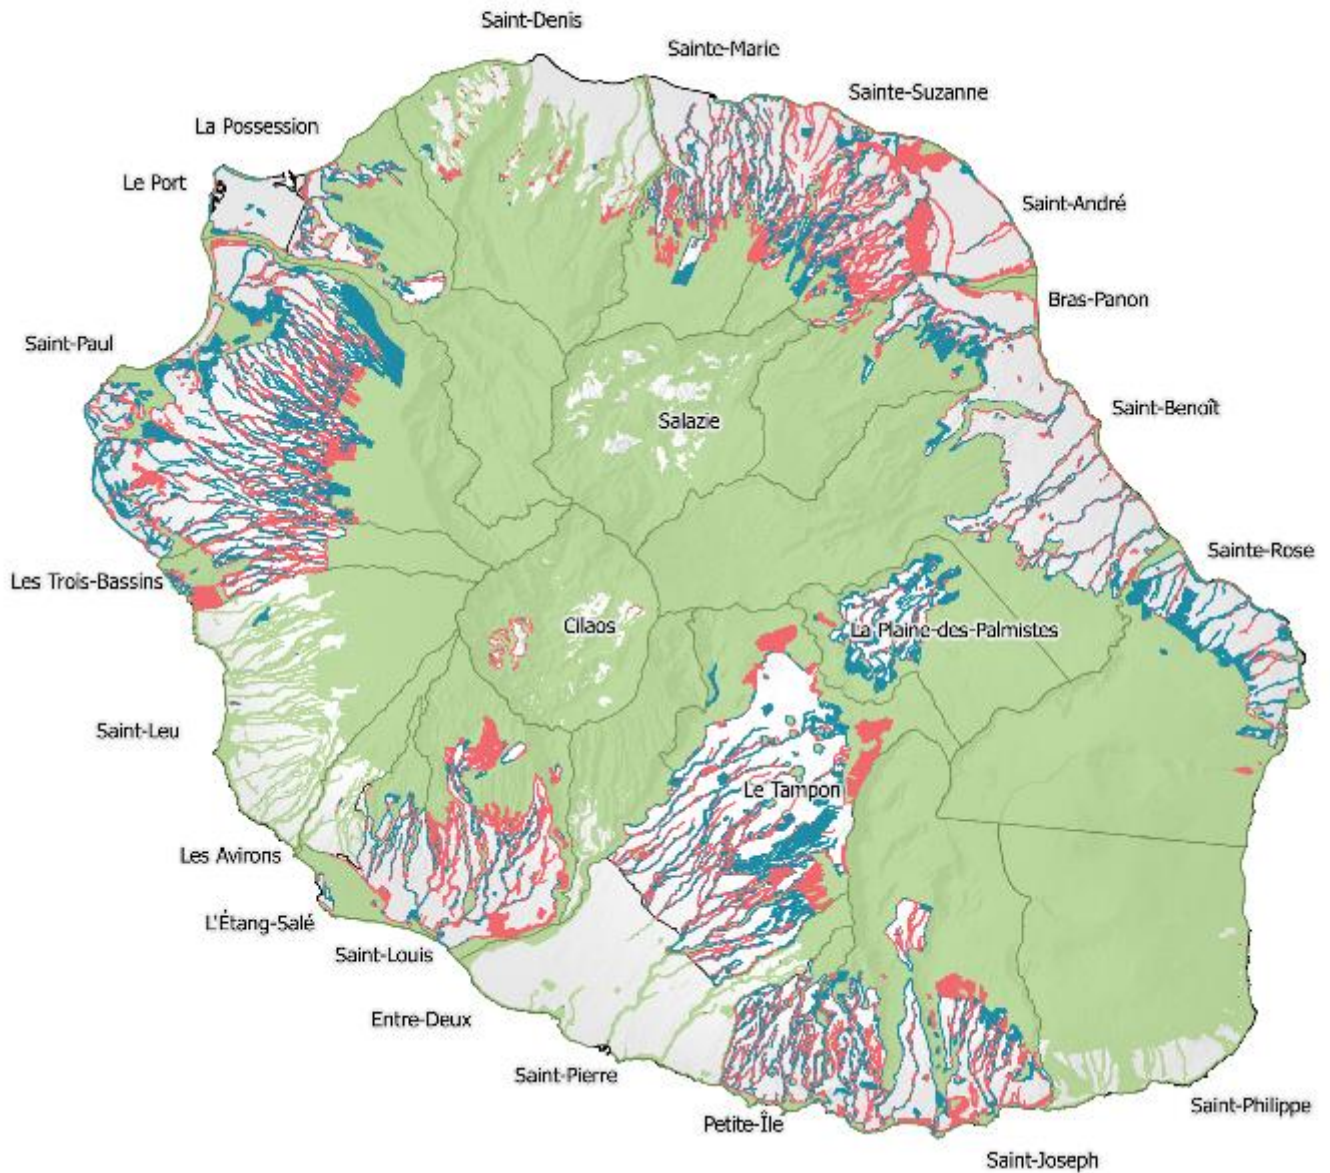 Saint-Denis
Sainte-Marie
Sainte-Suzanne
La Possession
Le Port
Saint-André
Bras-Panon
Saint-Paul
Saint-Benoît
Salazie
Sainte-Rose
Les Trois-Bassins
Cilaos
La Plaine-des-Palmistes
Saint-Leu
Le Tampon
Les Avirons
L'Étang-Salé
Saint-Louis
Entre-Deux
Saint-Pierre
Saint-Philippe
Petite-Île
Saint-Joseph